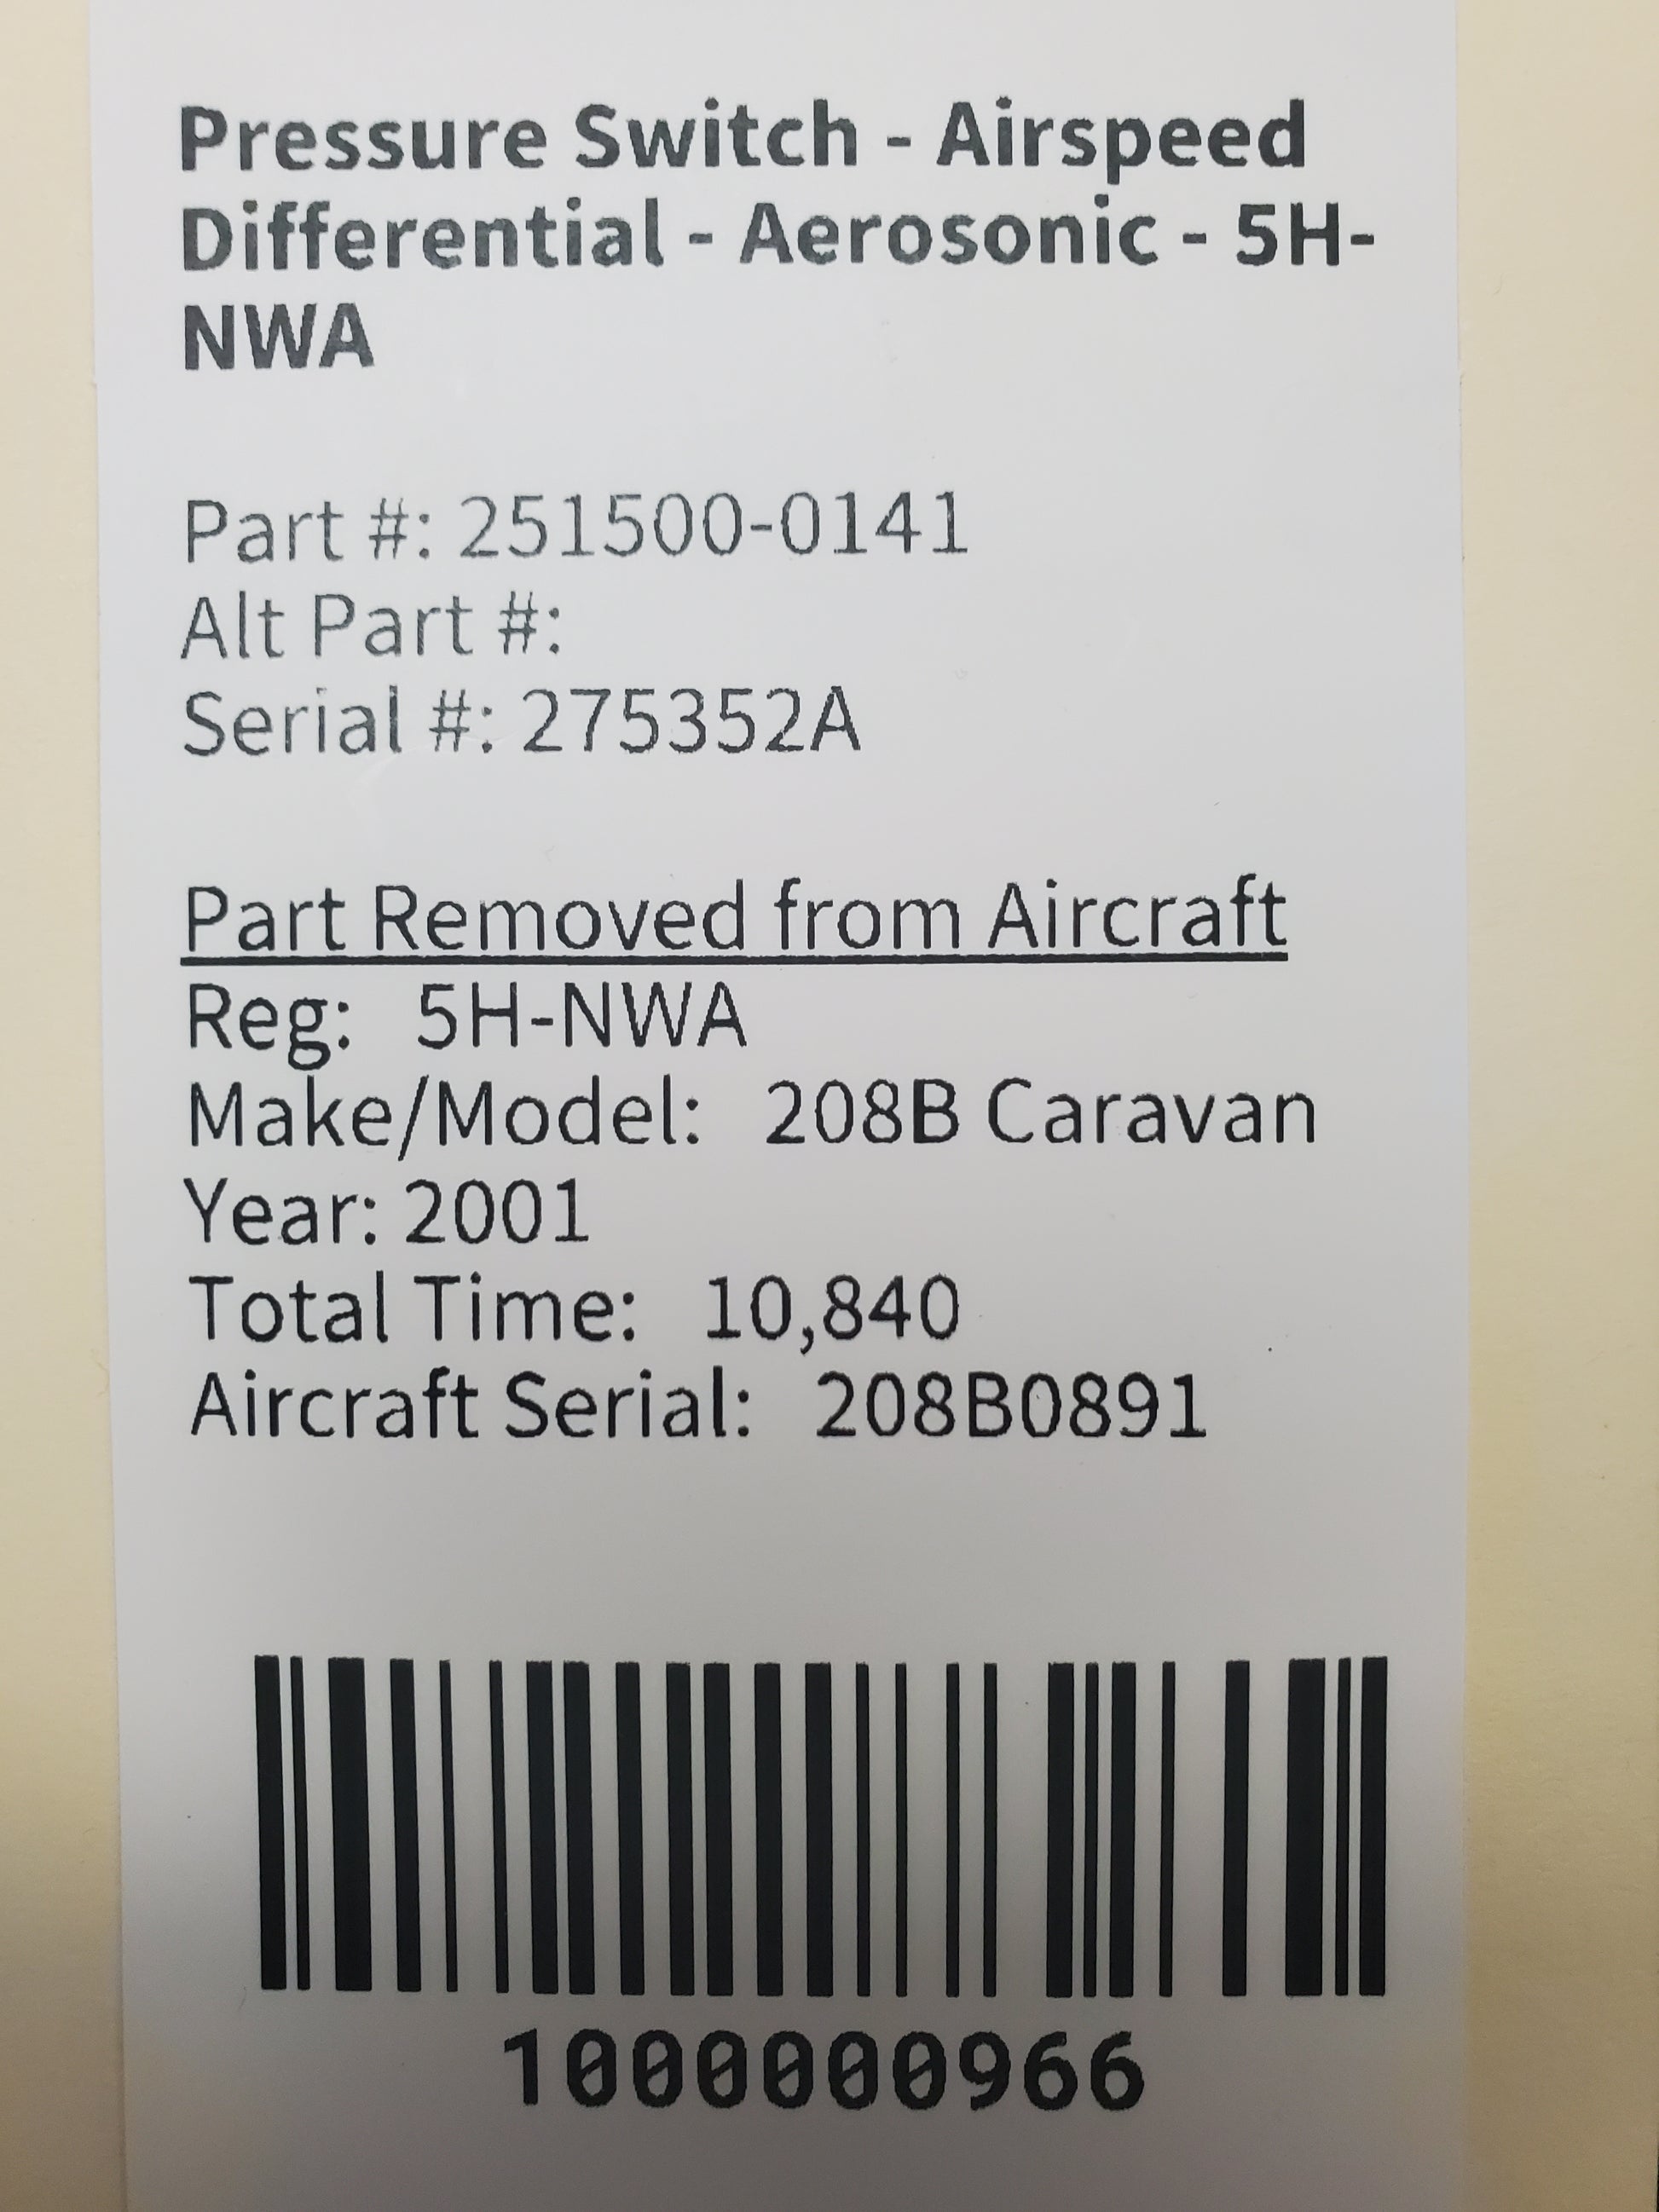 Pressure Switch - Airspeed
Differential - Aerosonic - 5H-
NWA
Part #: 251500-0141
Alt Part #:
Serial #: 275352A
Part Removed from Aircraft
Reg: 5H-NWA
Make/Model: 208B Caravan
Year: 2001
Total Time: 10,840
Aircraft Serial: 208B0891
1000000966